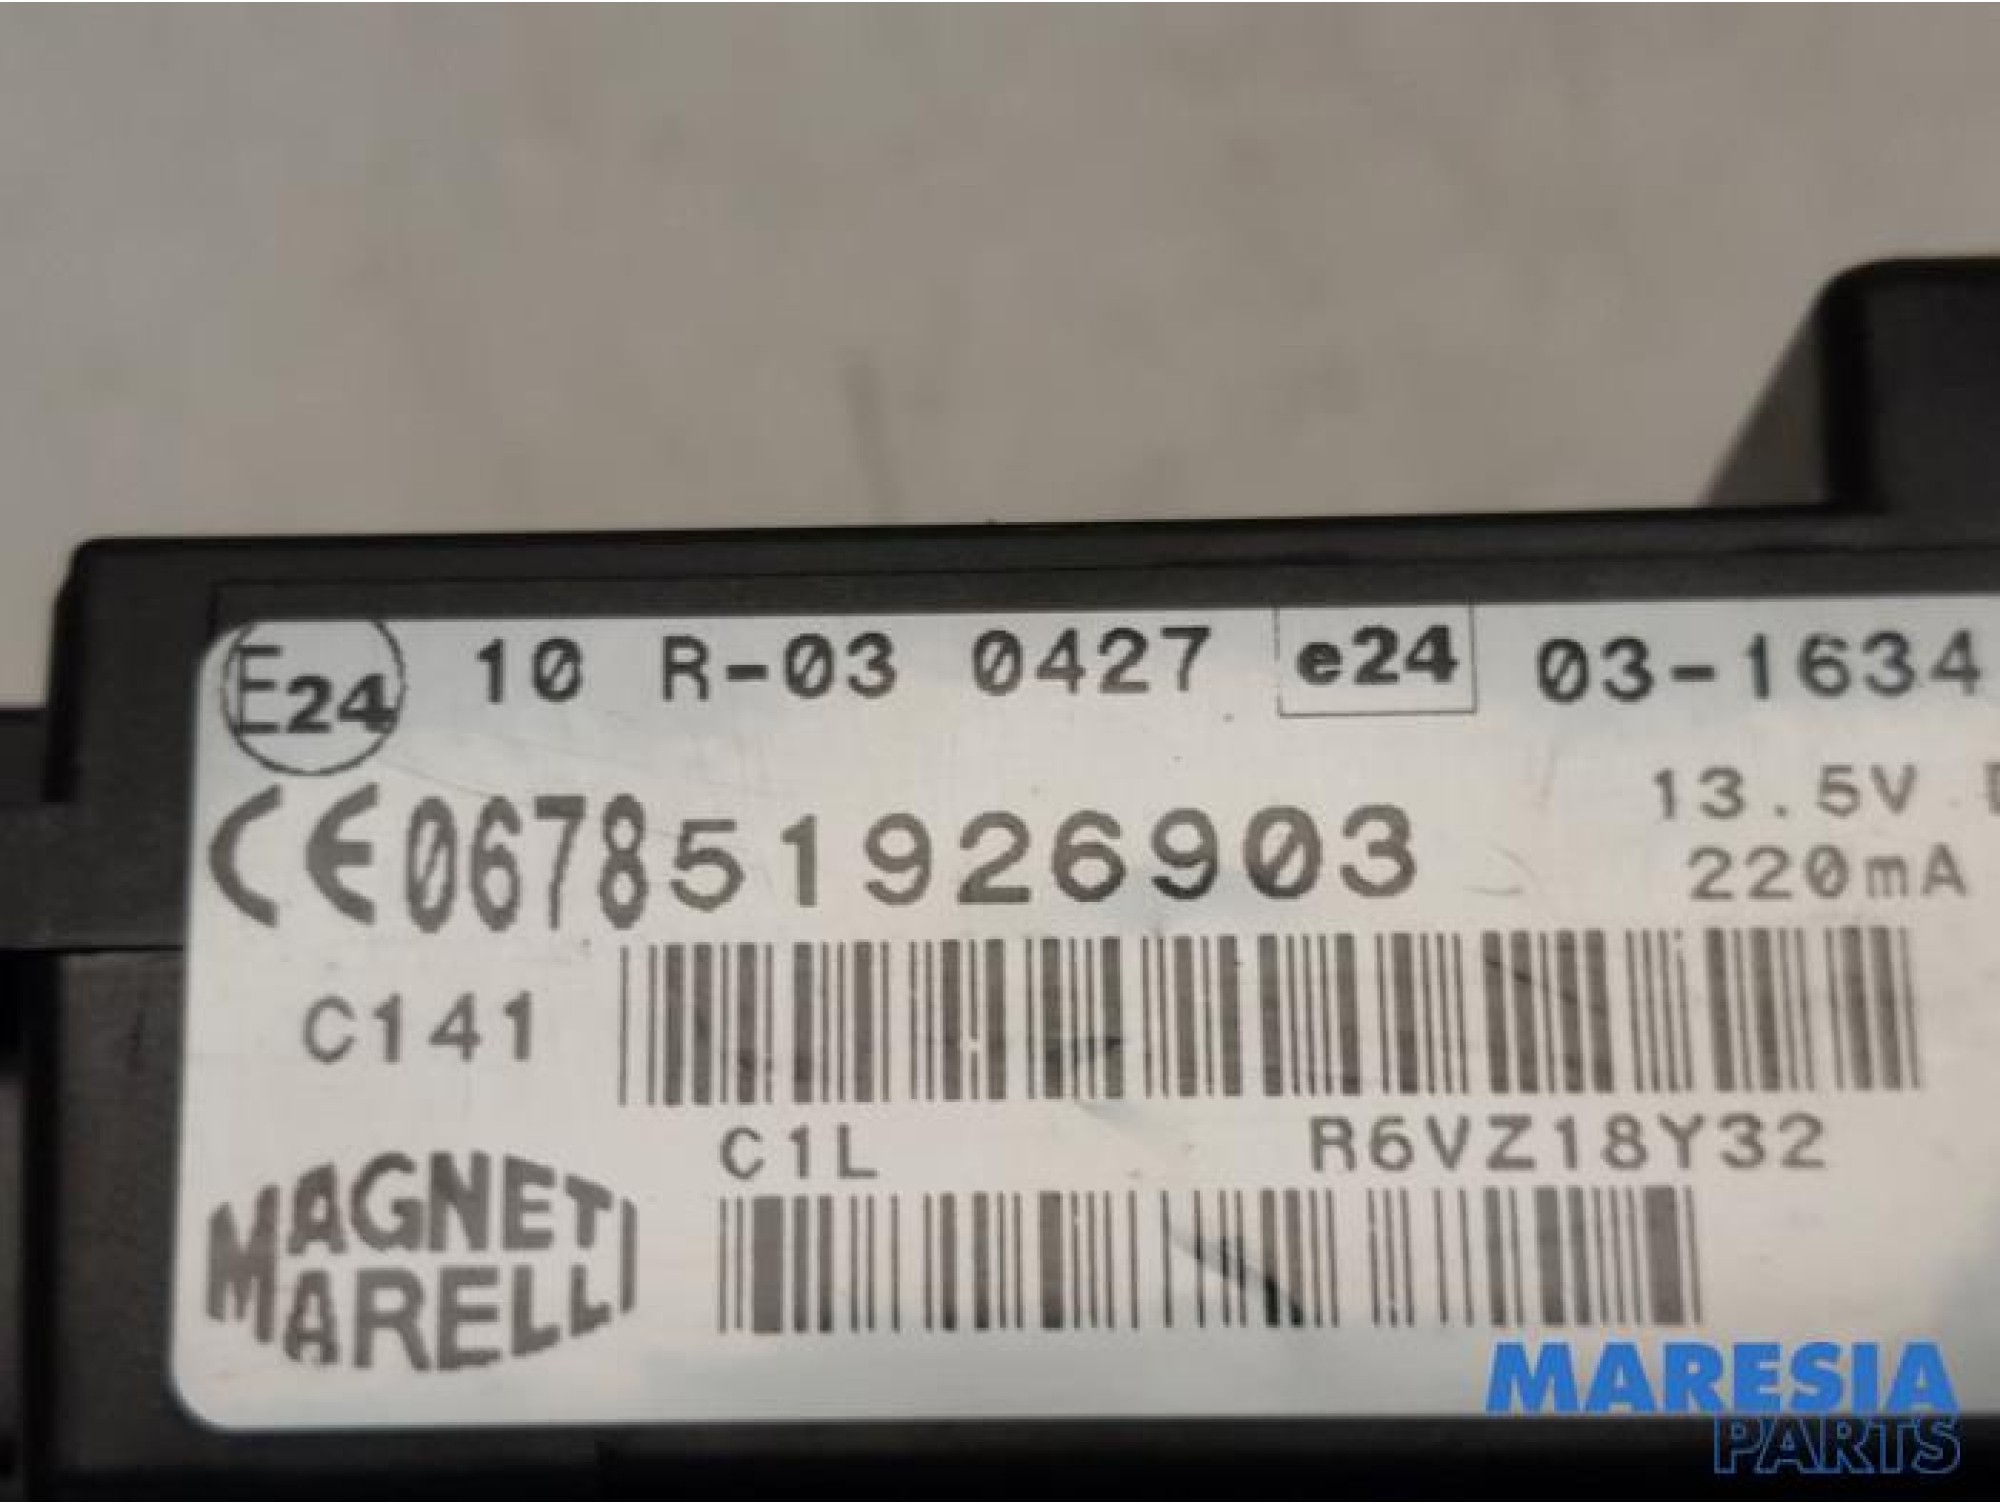 E24 10 R-03 0427 e24 03-1634
CE0678 51926903 13.5V
220mA
C141
C1L R6VZ18Y32
MAGNETI
MARELLI
MARESIA
PARTS